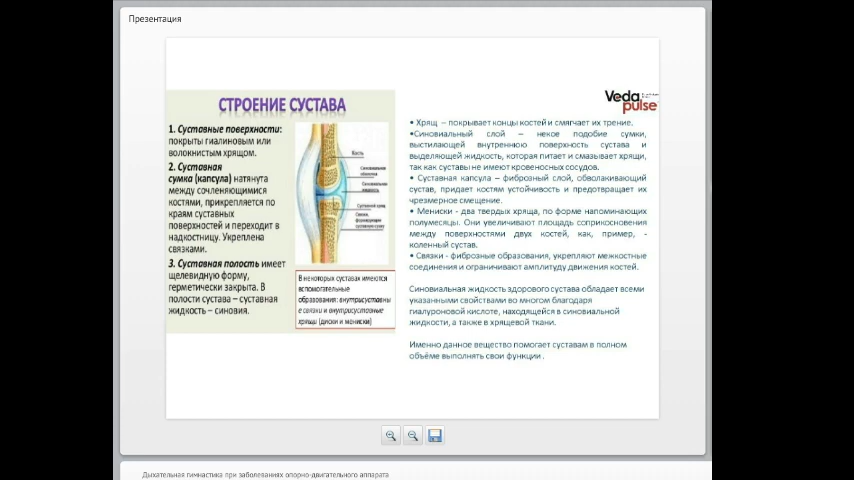 Презентация
СТРОЕНИЕ СУСТАВА
1. Суставные поверхности:
покрыты гиалиновым или
волокнистым хрящом.
2. Суставная
сумка (капсула) натянута
между сочленяющимися
костями, прикрепляется по
краям суставных
поверхностей и переходит в
надкостницу. Укреплена
связками.
3. Суставная полость имеет
щелевидную форму,
герметически закрыта. В
полости сустава – суставная
жидкость – синовия.
Кость
Синовиальная
оболочка
Синовиальная
жидкость
Суставной хрящ
В некоторых суставах имеются
вспомогательные
образования: внутрисуставны
е связки и внутрисуставные
хрящи (диски и мениски)
Veda
pulse
• Хрящ – покрывает концы костей и смягчает их трение.
•Синовиальный слой – некое подобие сумки,
выстилающей внутреннюю поверхность сустава и
выделяющей жидкость, которая питает и смазывает хрящи,
так как суставы не имеют кровеносных сосудов.
• Суставная капсула – фиброзный слой, обволакивающий
сустав, придает костям устойчивость и предотвращает их
чрезмерное смещение.
• Мениски - два твердых хряща, по форме напоминающих
полумесяцы. Они увеличивают площадь соприкосновения
между поверхностями двух костей, как, пример, -
коленный сустав.
• Связки - фиброзные образования, укрепляют межкостные
соединения и ограничивают амплитуду движения костей.
Синовиальная жидкость здорового сустава обладает всеми
указанными свойствами во многом благодаря
гиалуроновой кислоте, находящейся в синовиальной
жидкости, а также в хрящевой ткани.
Именно данное вещество помогает суставам в полном
объёме выполнять свои функции .
Дыхательная гимнастика при заболеваниях опорно-двигательного аппарата